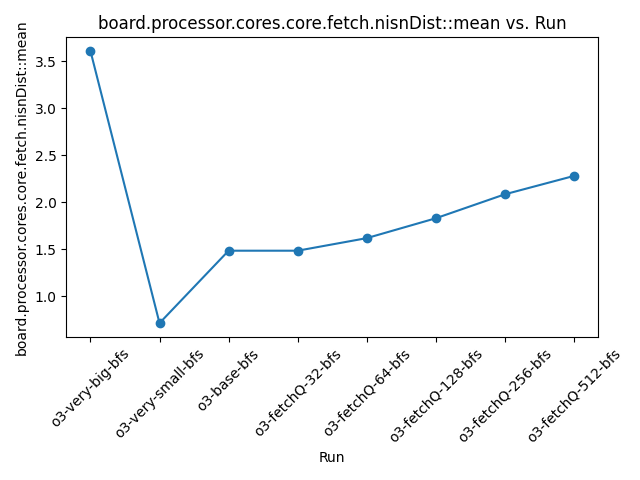 board.processor.cores.core.fetch.nisnDist::mean vs. Run
board.processor.cores.core.fetch.nisnDist::mean
3.5
3.0
2.5
2.0
1.5
1.0
o3-very-big-bfs
o3-very-small-bfs
o3-base-bfs
o3-fetchQ-32-bfs
o3-fetchQ-64-bfs
o3-fetchQ-128-bfs
o3-fetchQ-256-bfs
o3-fetchQ-512-bfs
Run